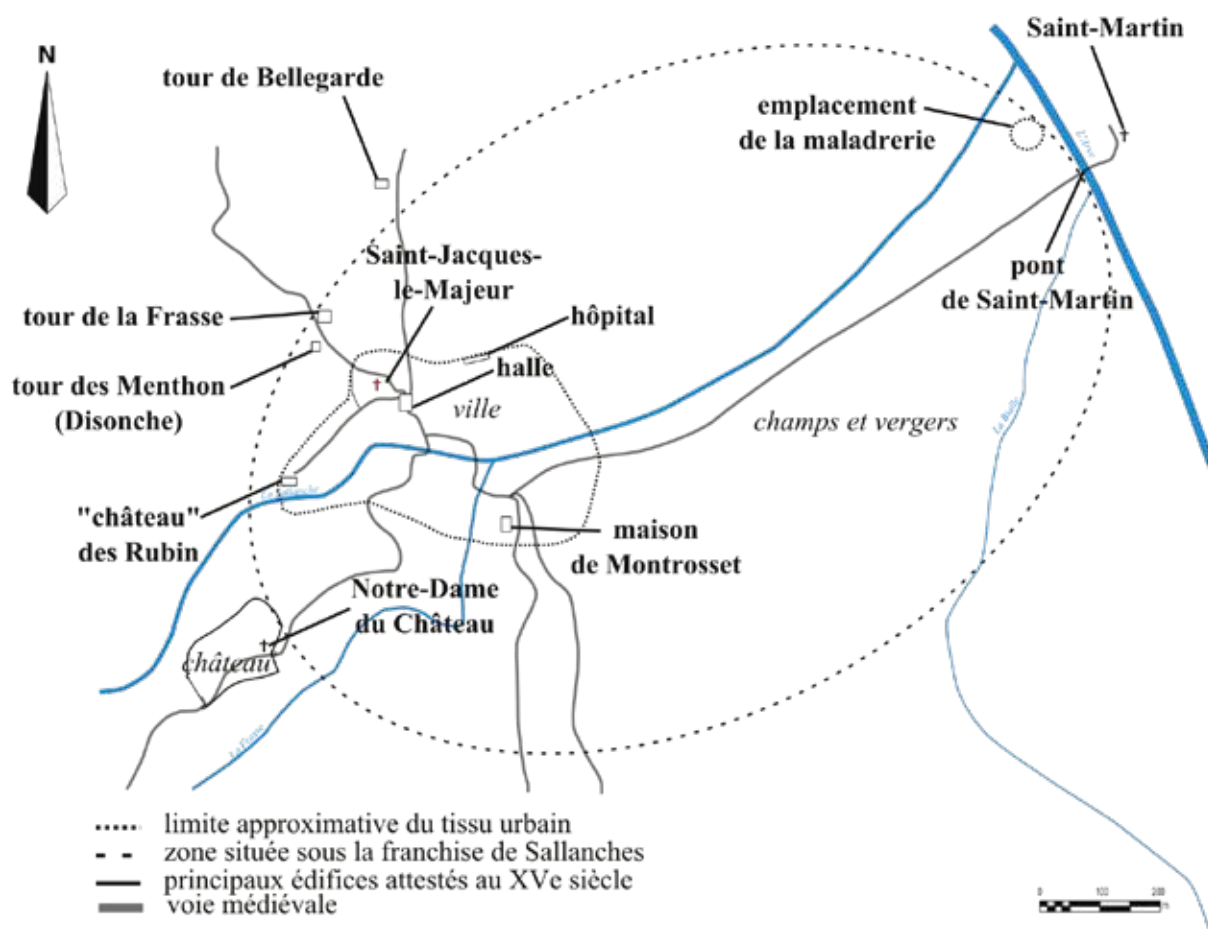 N
Saint-Martin
tour de Bellegarde
emplacement
de la maladrerie
L'Arve
Saint-Jacques-
le-Majeur
pont
de Saint-Martin
tour de la Frasse
hôpital
halle
tour des Menthon
(Disonche)
ville
champs et vergers
"château"
des Rubin
maison
de Montrosset
Notre-Dame
du Château
château
limite approximative du tissu urbain
zone située sous la franchise de Sallanches
principaux édifices attestés au XVe siècle
voie médiévale
0 100 200
m